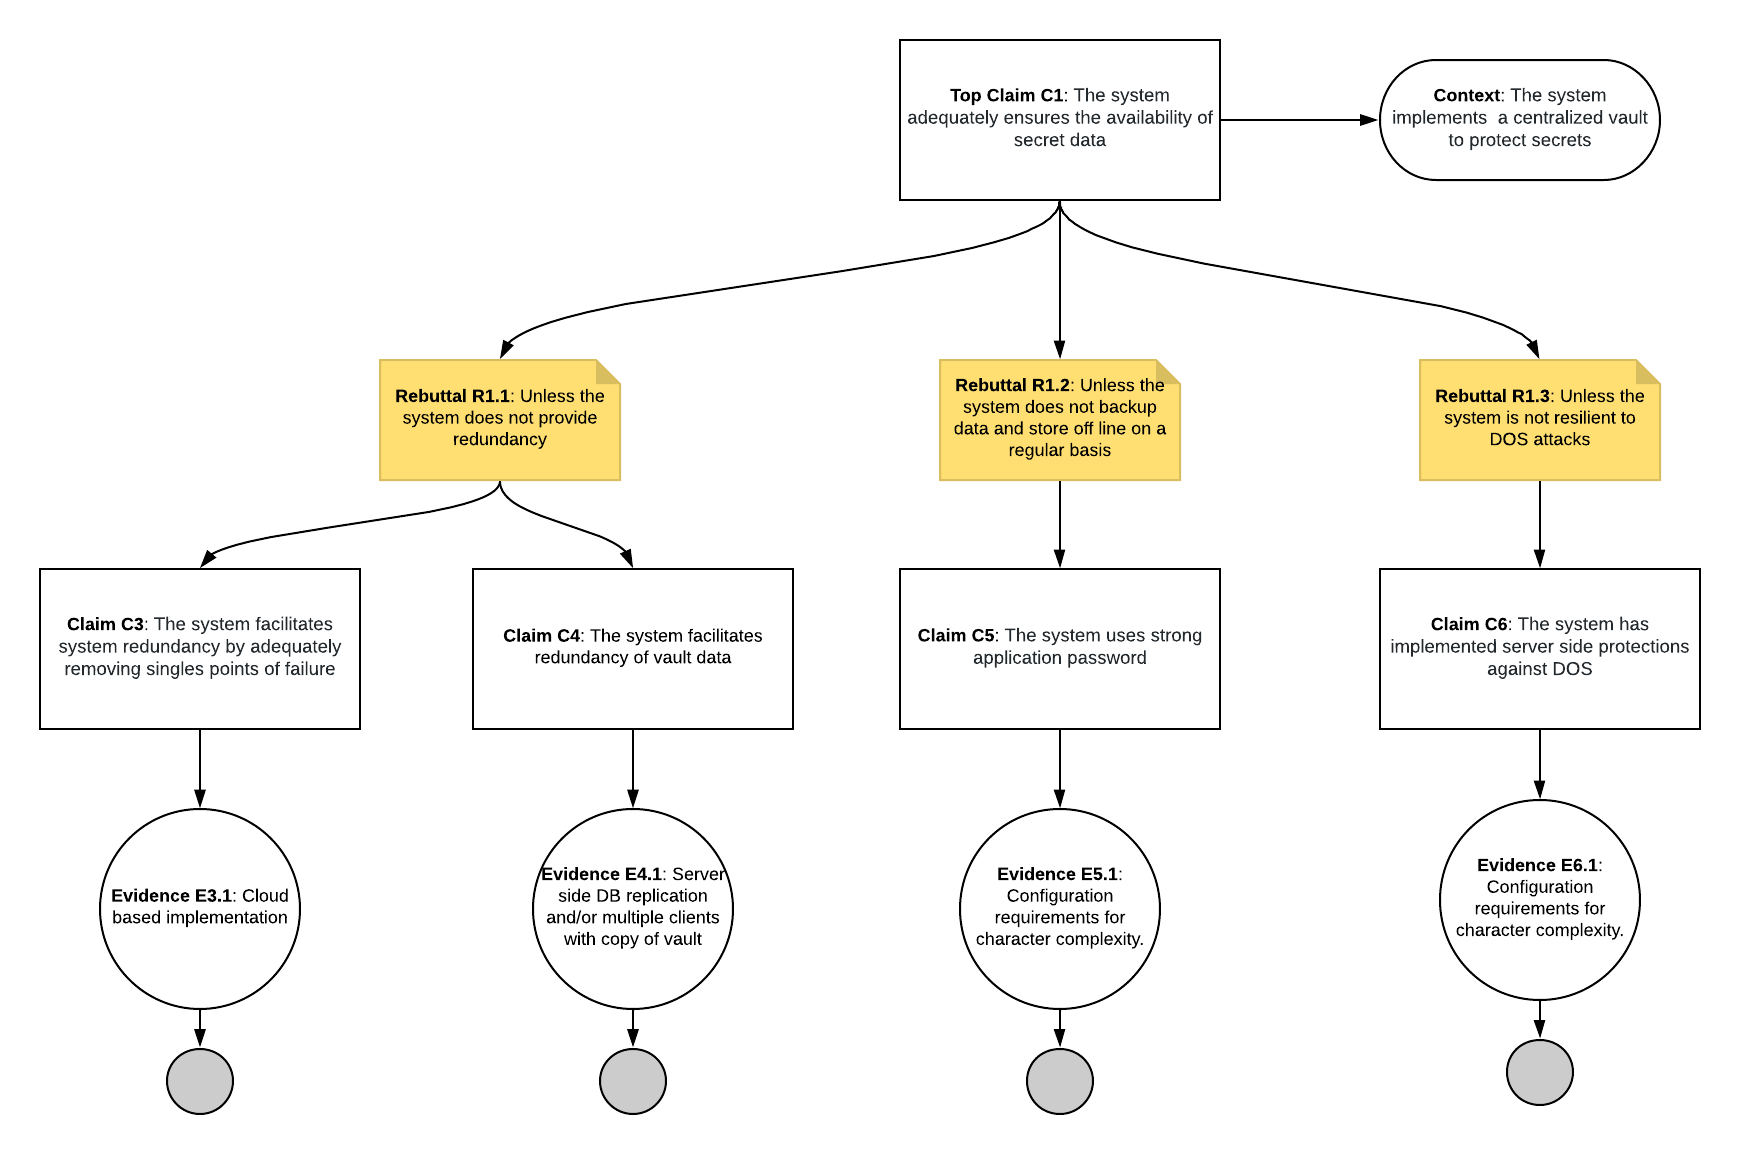 Top Claim C1: The system
adequately ensures the availability of
secret data
Context: The system
implements a centralized vault
to protect secrets
Rebuttal R1.1: Unless the
system does not provide
redundancy
Rebuttal R1.2: Unless the
system does not backup
data and store off line on a
regular basis
Rebuttal R1.3: Unless the
system is not resilient to
DOS attacks
Claim C3: The system facilitates
system redundancy by adequately
removing singles points of failure
Claim C4: The system facilitates
redundancy of vault data
Claim C5: The system uses strong
application password
Claim C6: The system has
implemented server side protections
against DOS
Evidence E3.1: Cloud
based implementation
Evidence E4.1: Server
side DB replication
and/or multiple clients
with copy of vault
Evidence E5.1:
Configuration
requirements for
character complexity.
Evidence E6.1:
Configuration
requirements for
character complexity.